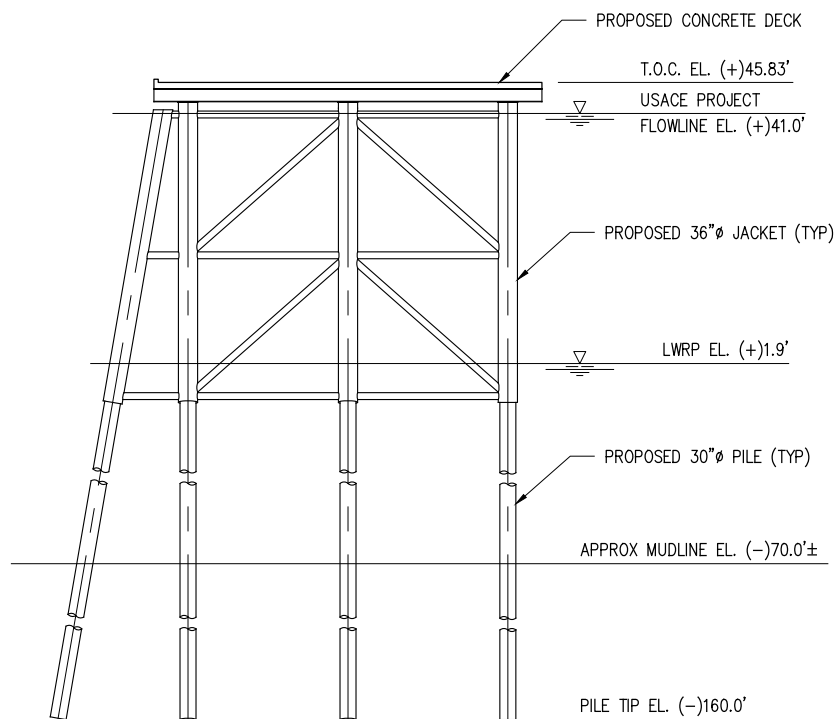 PROPOSED CONCRETE DECK
T.O.C. EL. (+)45.83'
USACE PROJECT
FLOWLINE EL. (+)41.0'
PROPOSED 36"ø JACKET (TYP)
LWRP EL. (+)1.9'
PROPOSED 30"ø PILE (TYP)
APPROX MUDLINE EL. (-)70.0'±
PILE TIP EL. (-)160.0'